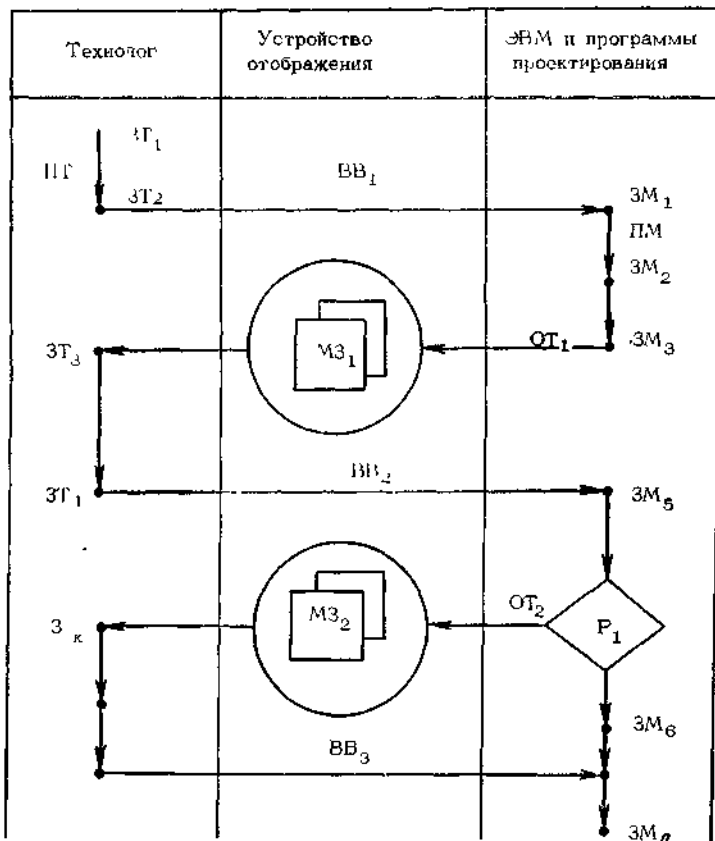 Технолог
Устройство
отображения
ЭВМ и программы
проектирования
ЗТ₁
ПТ
ЗТ₂
ВВ₁
ЗМ₁
ПМ
ЗМ₂
ЗТ₃
МЗ₁
ОТ₁
ЗМ₃
ВВ₂
ЗТ₁
ЗМ₅
МЗ₂
ОТ₂
Р₁
З к
ЗМ₆
ВВ₃